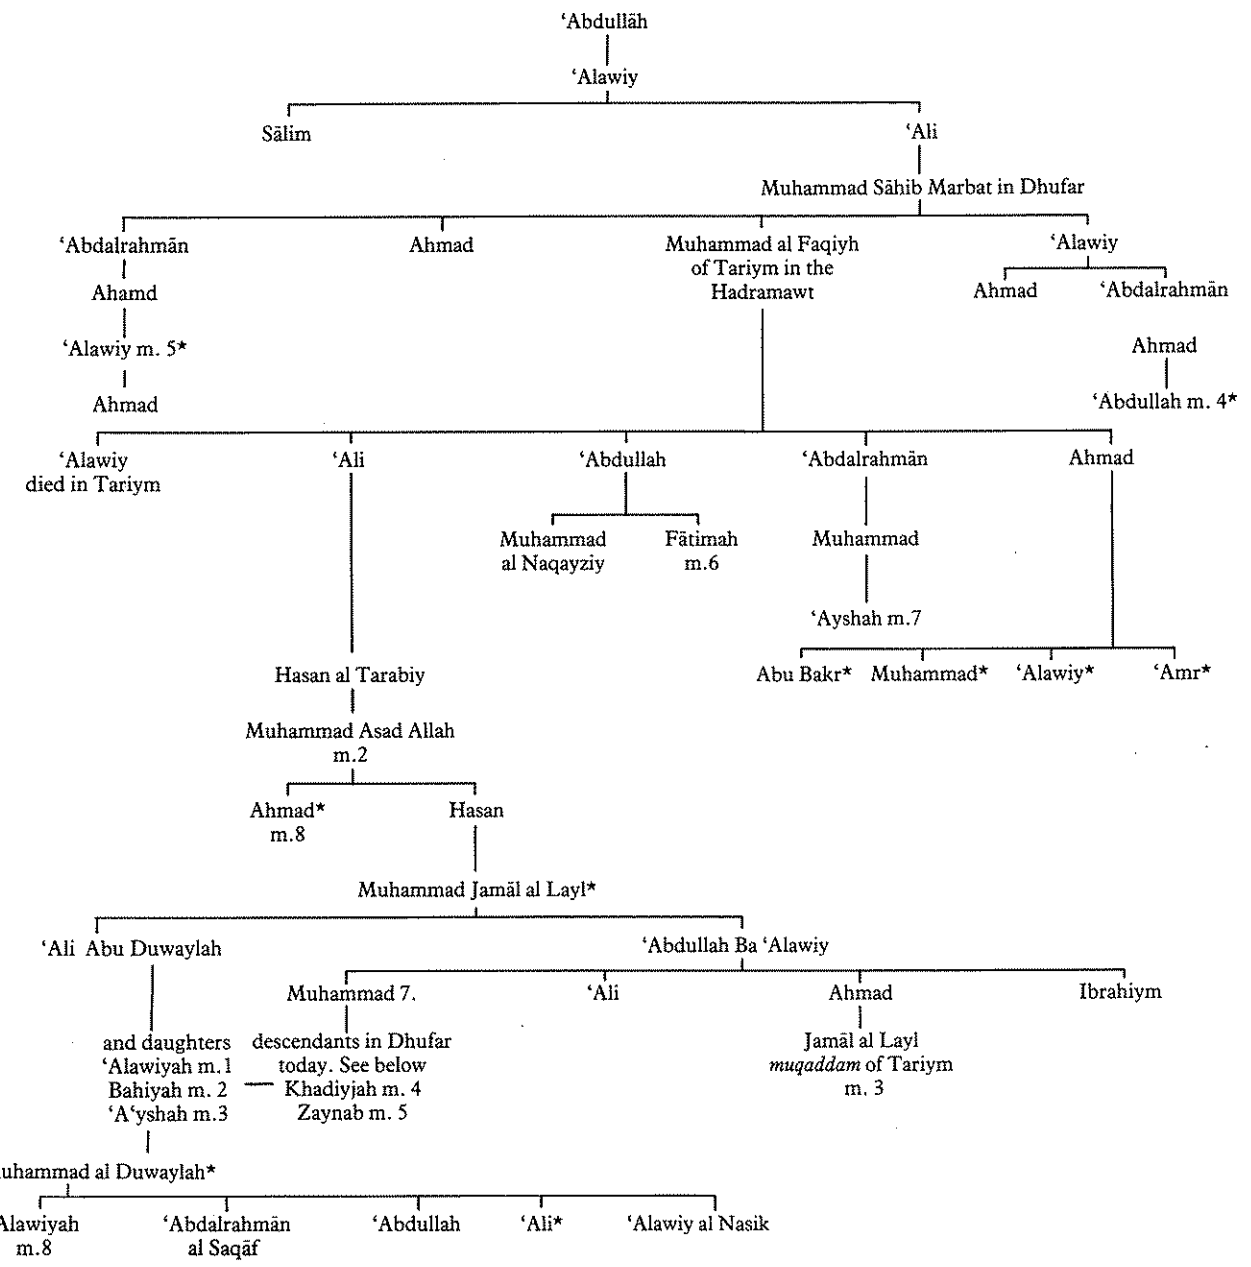 ‘Abdullāh
‘Alawiy
Sālim
‘Ali
Muhammad Sāhib Marbat in Dhufar
‘Abdalrahmān
Ahmad
Muhammad al Faqiyh
of Tariym in the
Hadramawt
‘Alawiy
Ahamd
Ahmad
‘Abdalrahmān
‘Alawiy m. 5*
Ahmad
Ahmad
‘Abdullah m. 4*
‘Alawiy
died in Tariym
‘Ali
‘Abdullah
‘Abdalrahmān
Ahmad
Muhammad
al Naqayziy
Fātimah
m.6
Muhammad
‘Ayshah m.7
Abu Bakr*
Muhammad*
‘Alawiy*
‘Amr*
Hasan al Tarabiy
Muhammad Asad Allah
m.2
Ahmad*
m.8
Hasan
Muhammad Jamāl al Layl*
‘Ali Abu Duwaylah
‘Abdullah Ba ‘Alawiy
Muhammad 7.
‘Ali
Ahmad
Ibrahiym
and daughters
‘Alawiyah m.1
Bahiyah m. 2
‘A‘yshah m.3
descendants in Dhufar
today. See below
Khadiyjah m. 4
Zaynab m. 5
Jamāl al Layl
muqaddam of Tariym
m. 3
uhammad al Duwaylah*
Alawiyah
m.8
‘Abdalrahmān
al Saqāf
‘Abdullah
‘Ali*
‘Alawiy al Nasik